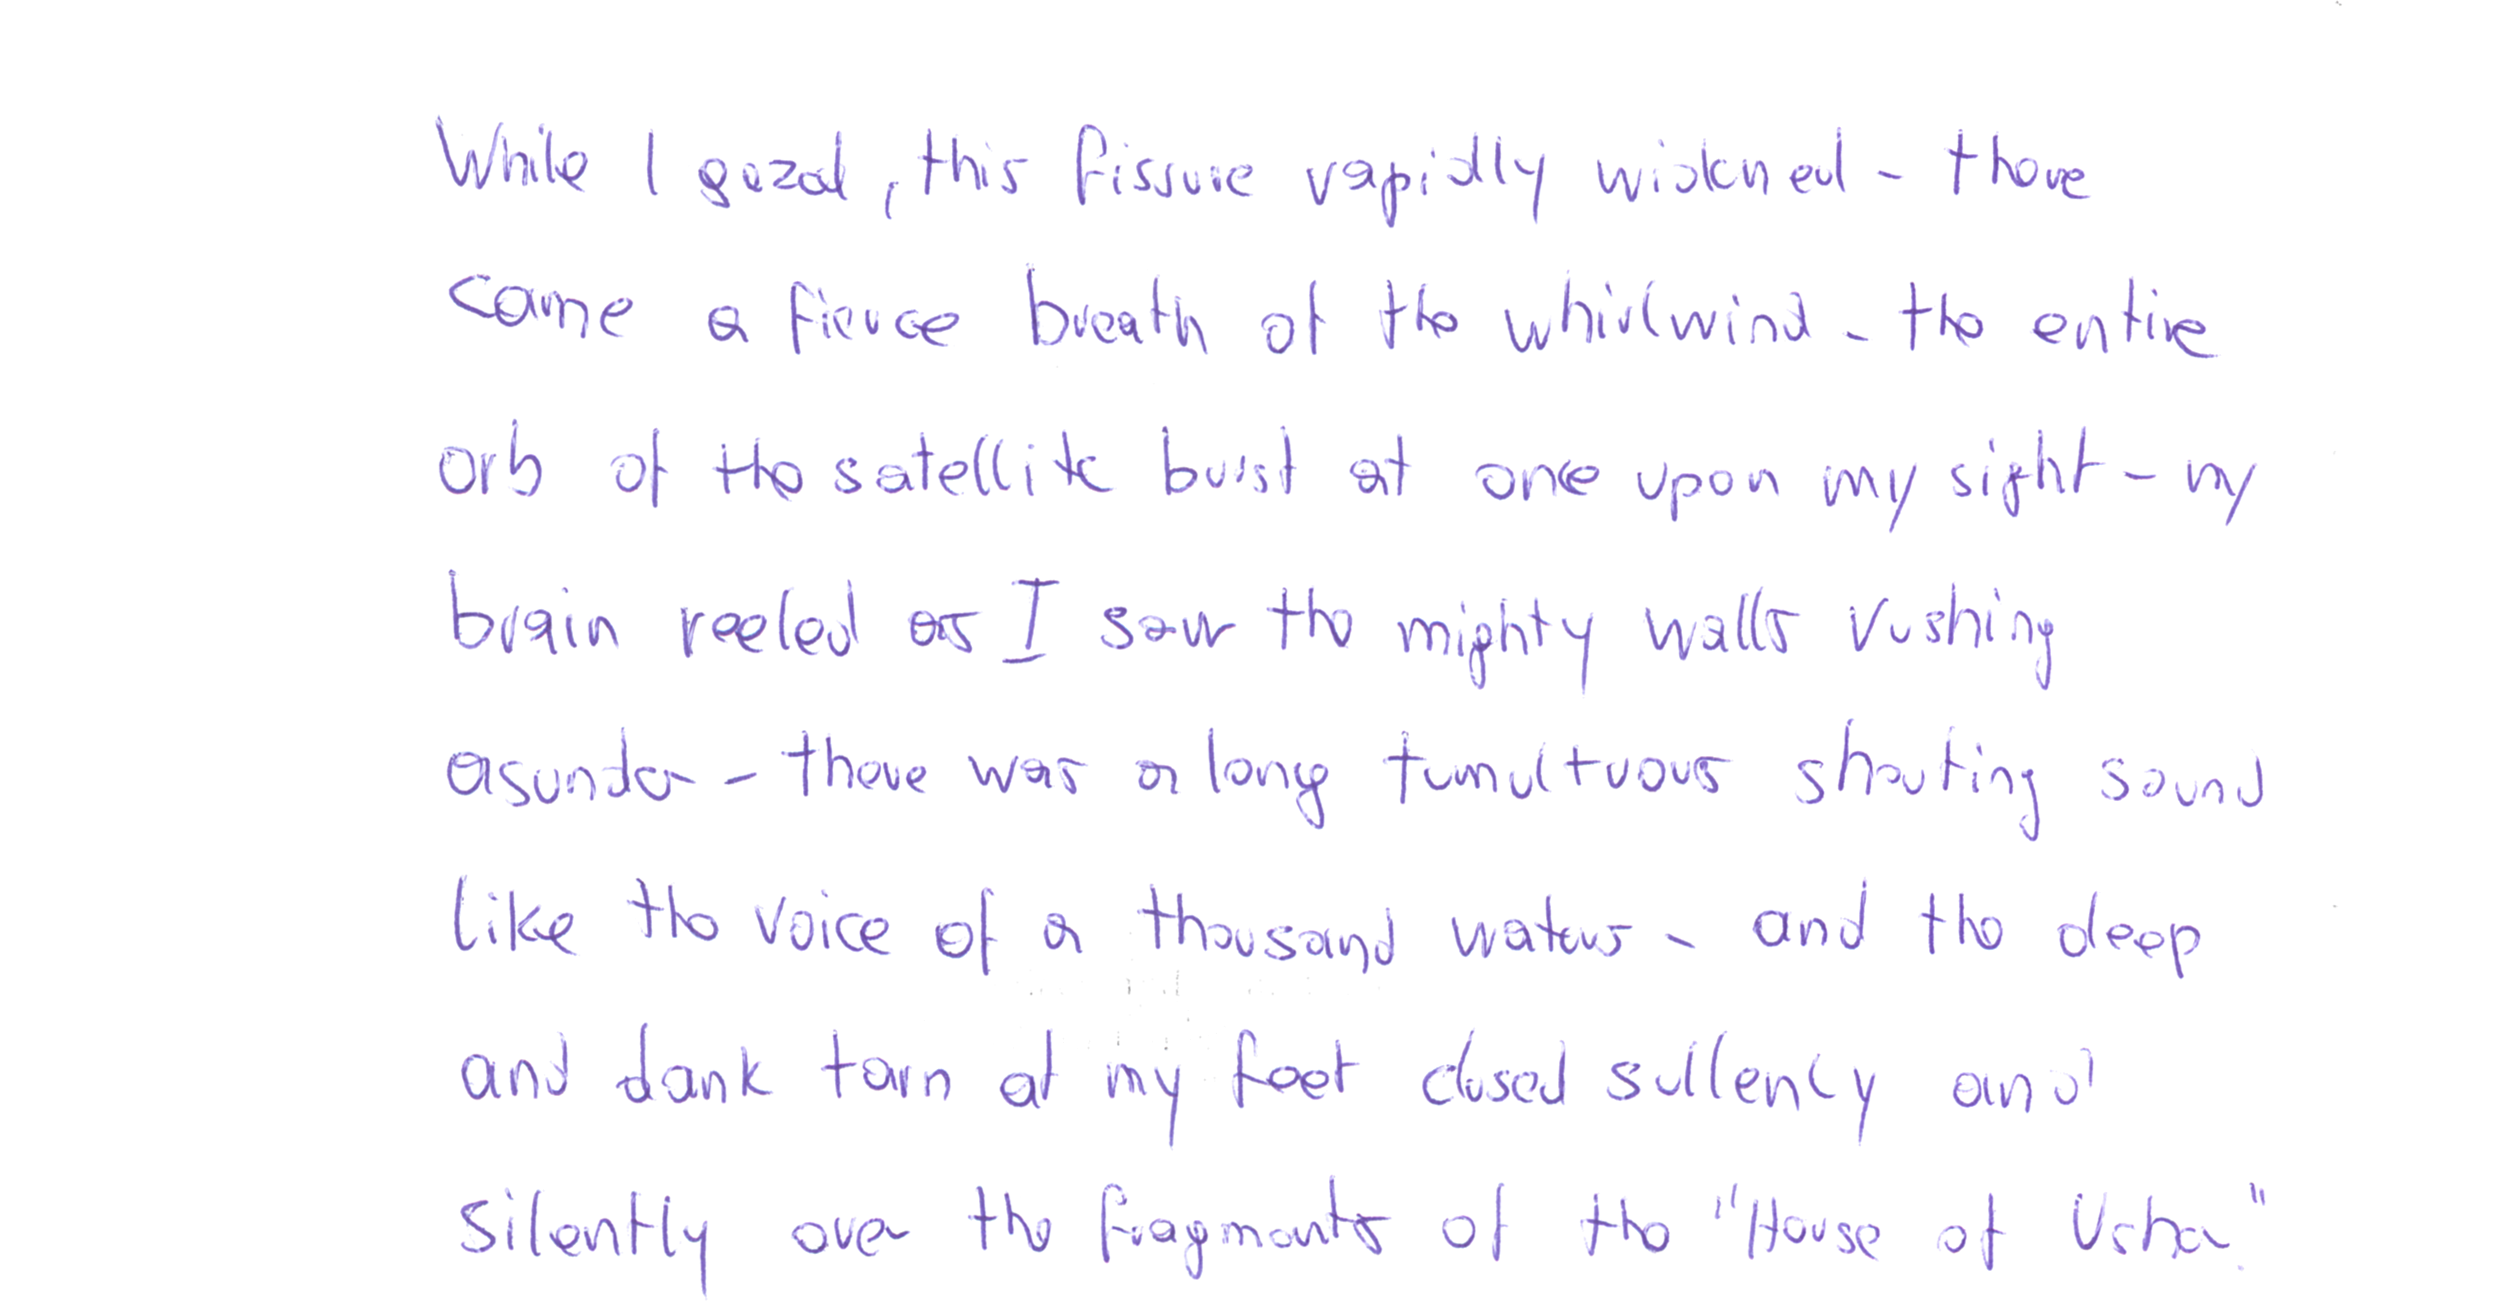 While I gazed, this fissure rapidly widened - there
came a fierce breath of the whirlwind - the entire
orb of the satellite burst at once upon my sight - my
brain reeled as I saw the mighty walls rushing
asunder - there was a long tumultuous shouting sound
like the voice of a thousand waters - and the deep
and dank tarn at my feet closed sullenly and
silently over the fragments of the "House of Usher."